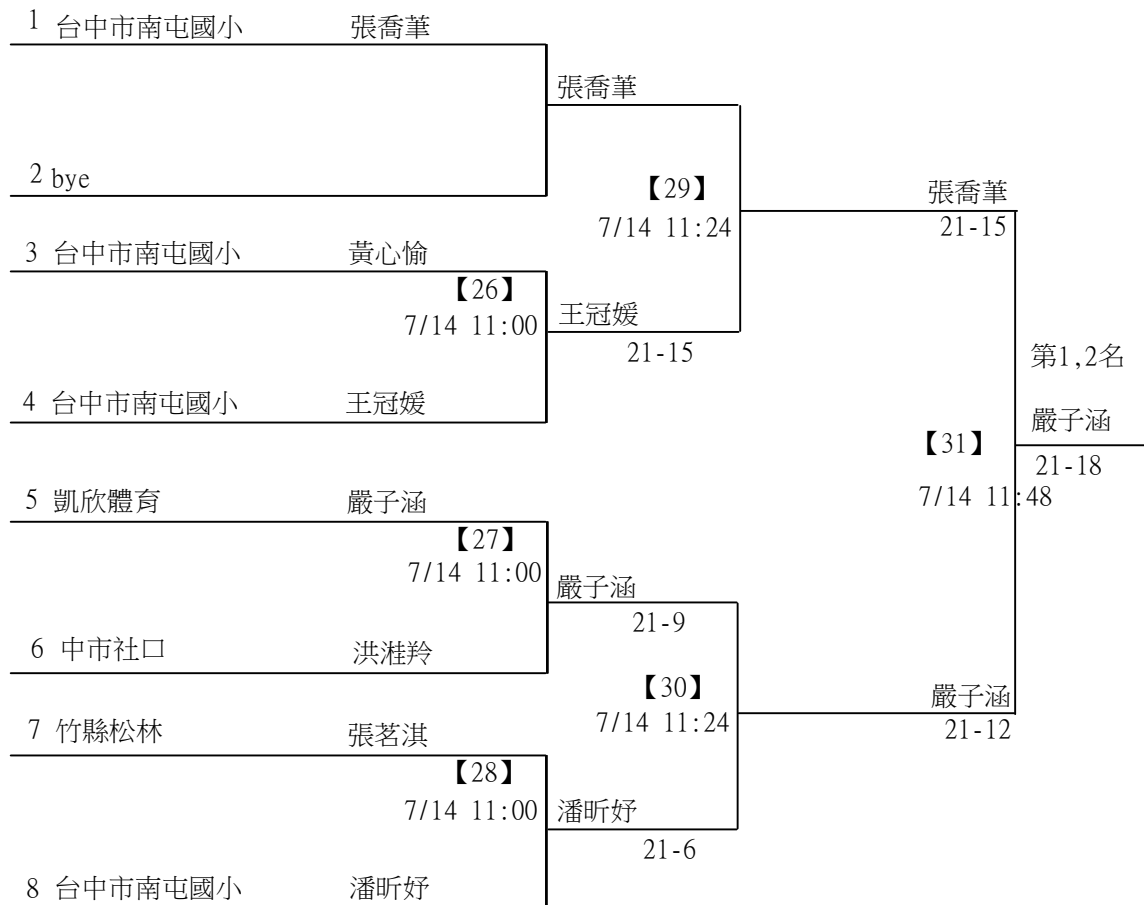 1 台中市南屯國小 張喬葦
張喬葦
2 bye
【29】
7/14 11:24
張喬葦
21-15
3 台中市南屯國小 黃心愉
【26】
7/14 11:00
王冠媛
21-15
第1,2名
4 台中市南屯國小 王冠媛
嚴子涵
【31】
21-18
7/14 11:48
5 凱欣體育 嚴子涵
【27】
7/14 11:00
嚴子涵
21-9
6 中市社口 洪溎羚
【30】
7/14 11:24
嚴子涵
21-12
7 竹縣松林 張茗淇
【28】
7/14 11:00
潘昕妤
21-6
8 台中市南屯國小 潘昕妤